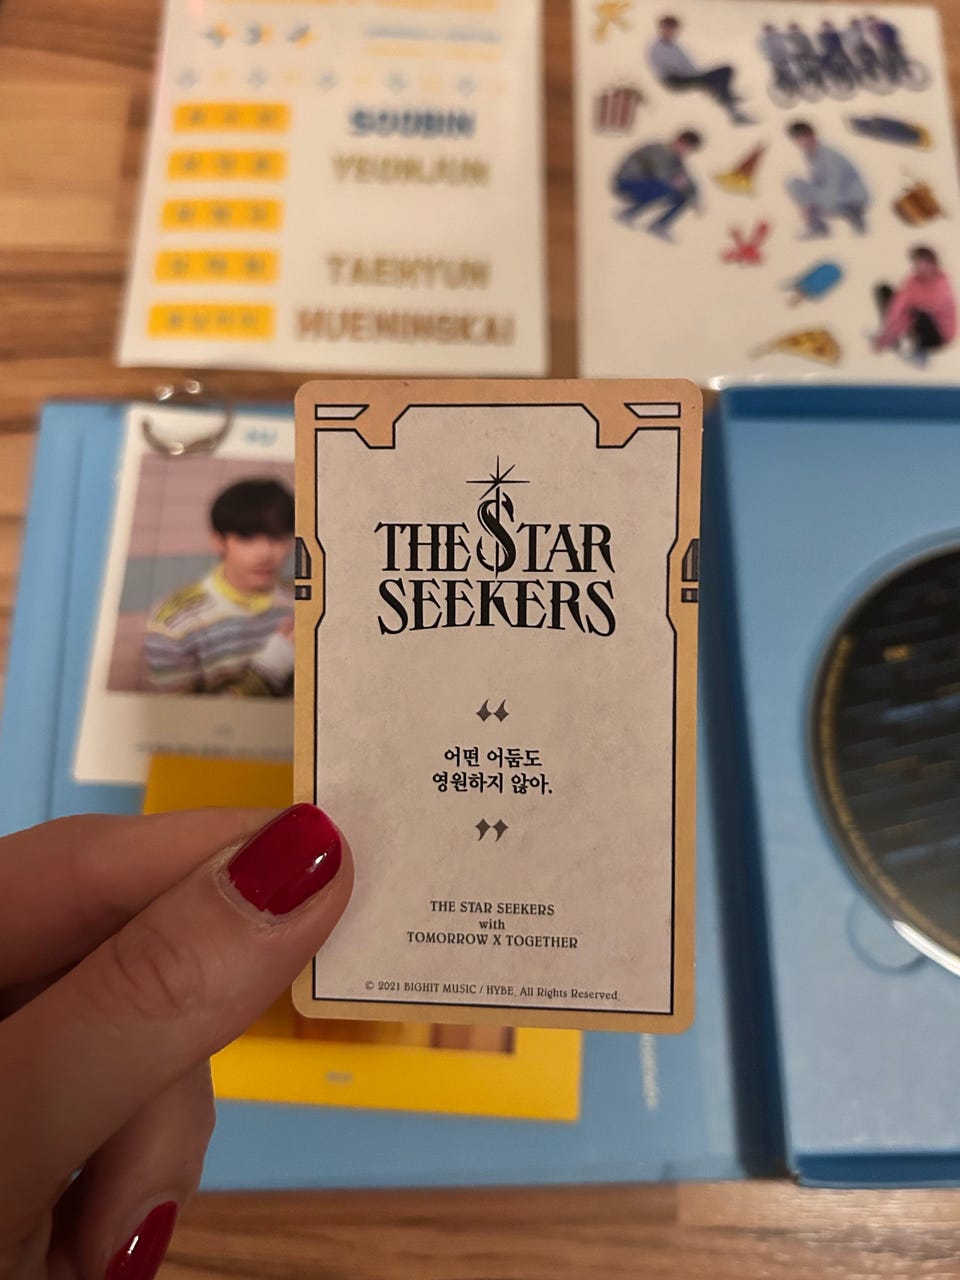 SOOBIN
YEONJUN
TAEHYUN
HUENINGKAI
THE STAR
SEEKERS
“
어떤 어둠도
영원하지 않아.
”
THE STAR SEEKERS
with
TOMORROW X TOGETHER
© 2021 BIGHIT MUSIC / HYBE. All Rights Reserved.